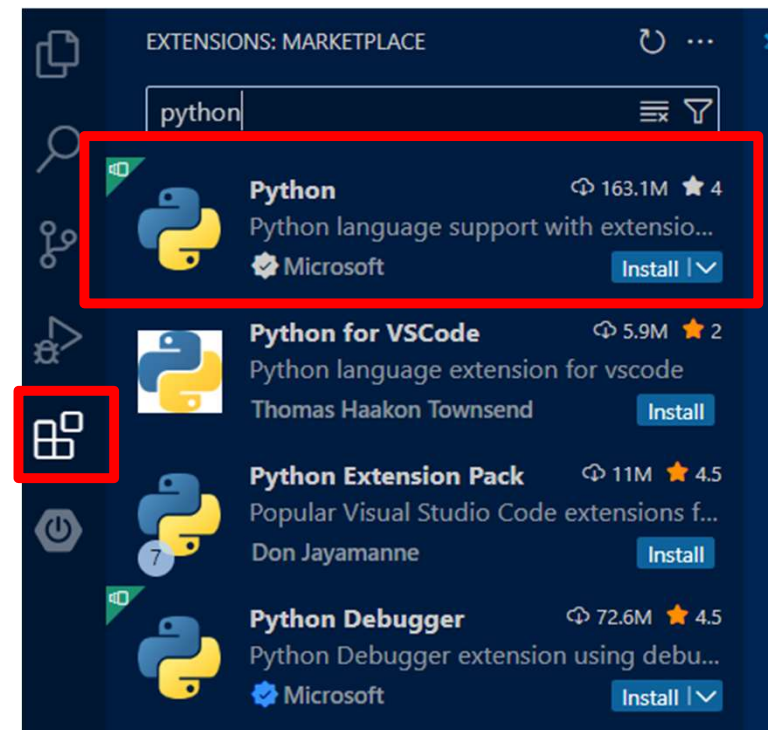 EXTENSIONS: MARKETPLACE
python
Python 163.1M 4
Python language support with extensio...
Microsoft Install
Python for VSCode 5.9M 2
Python language extension for vscode
Thomas Haakon Townsend Install
Python Extension Pack 11M 4.5
Popular Visual Studio Code extensions f...
7 Don Jayamanne Install
Python Debugger 72.6M 4.5
Python Debugger extension using debu...
Microsoft Install